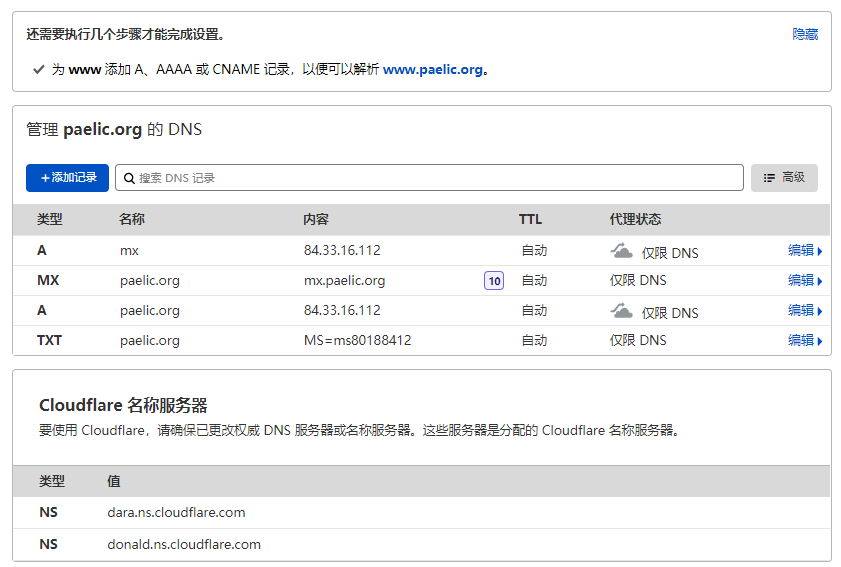 还需要执行几个步骤才能完成设置。 隐藏
为 www 添加 A、AAAA 或 CNAME 记录，以便可以解析 www.paelic.org。
管理 paelic.org 的 DNS
+添加记录 搜索 DNS 记录 高级
类型 名称 内容 TTL 代理状态
A mx 84.33.16.112 自动 仅限 DNS 编辑
MX paelic.org mx.paelic.org 10 自动 仅限 DNS 编辑
A paelic.org 84.33.16.112 自动 仅限 DNS 编辑
TXT paelic.org MS=ms80188412 自动 仅限 DNS 编辑
Cloudflare 名称服务器
要使用 Cloudflare，请确保已更改权威 DNS 服务器或名称服务器。这些服务器是分配的 Cloudflare 名称服务器。
类型 值
NS dara.ns.cloudflare.com
NS donald.ns.cloudflare.com